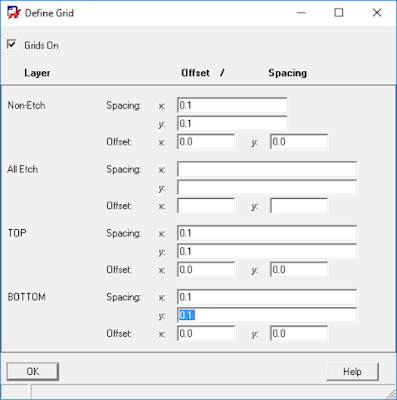 Define Grid
Grids On
Layer Offset / Spacing
Non-Etch Spacing: x: 0.1
y: 0.1
Offset: x: 0.0 y: 0.0
All Etch Spacing: x:
y:
Offset: x: y:
TOP Spacing: x: 0.1
y: 0.1
Offset: x: 0.0 y: 0.0
BOTTOM Spacing: x: 0.1
y: 0.1
Offset: x: 0.0 y: 0.0
OK Help